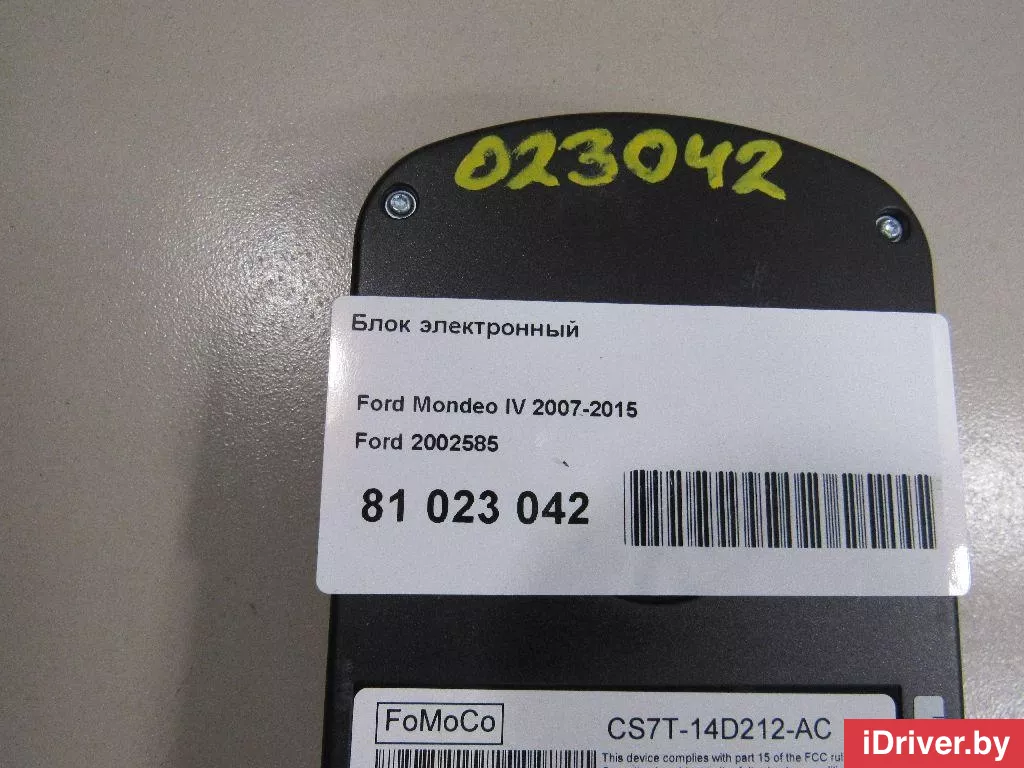 023042
Блок электронный
Ford Mondeo IV 2007-2015
Ford 2002585
81 023 042
FoMoCo
CS7T-14D212-AC
This device complies with part 15 of the FCC
iDriver.by